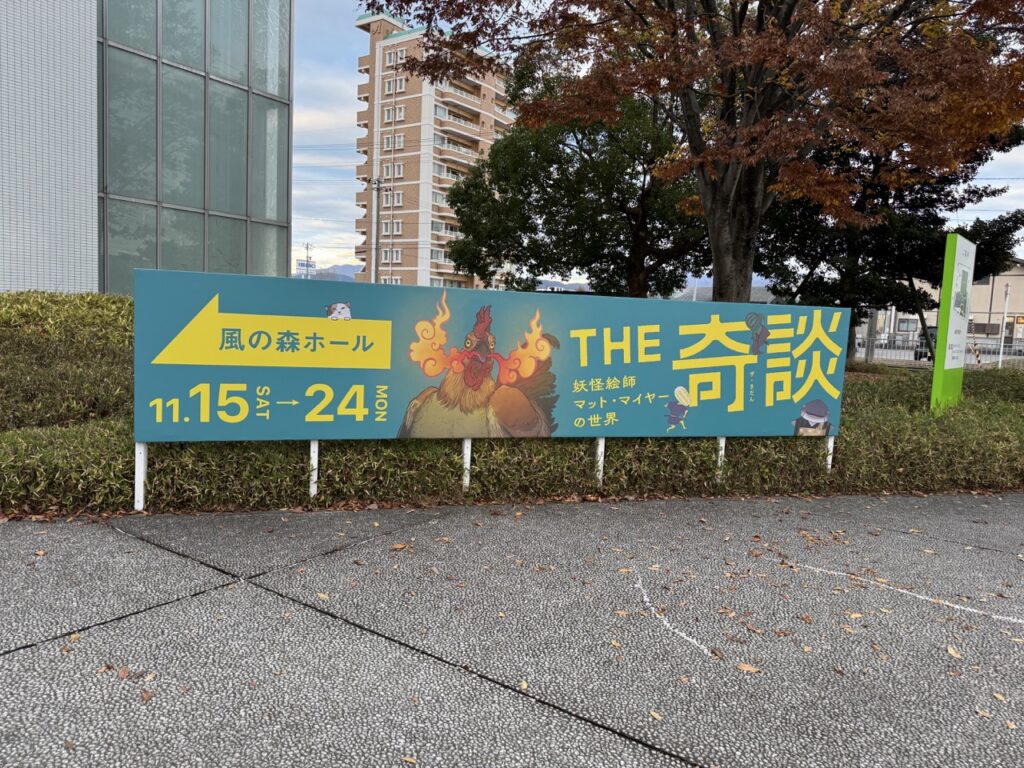 風の森ホール
11.15 SAT → 24 MON
THE 奇談
ザ・きだん
妖怪絵師
マット・マイヤー
の世界